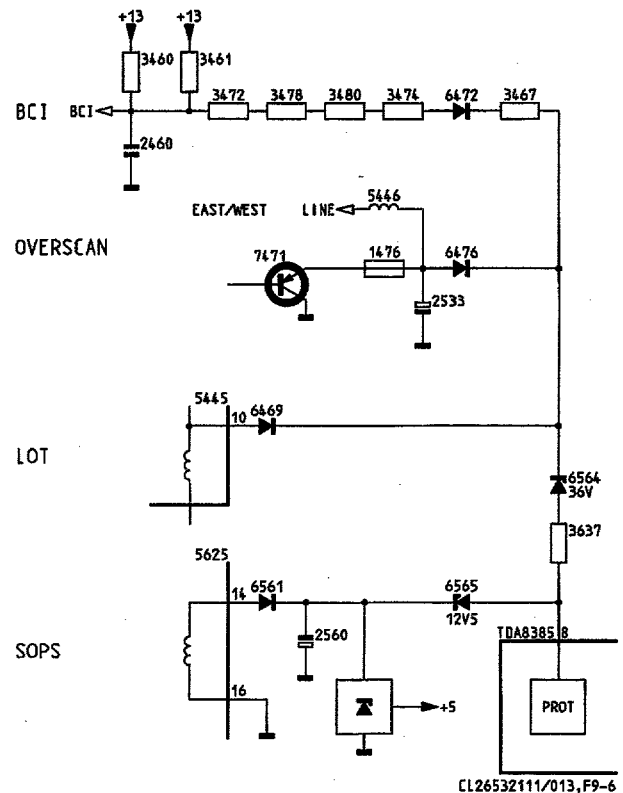 +13 +13
3460 3461
3472 3478 3480 3474 6472 3467
BCI BCI
2460
5446
EAST/WEST LINE
OVERSCAN
7471 1476 6476
2533
5445
10 6469
LOT
6564
36V
3637
5625
14 6561 6565
12V5
2560
TDA8385 8
SOPS
16
+5 PROT
CL26532111/013,F9-6